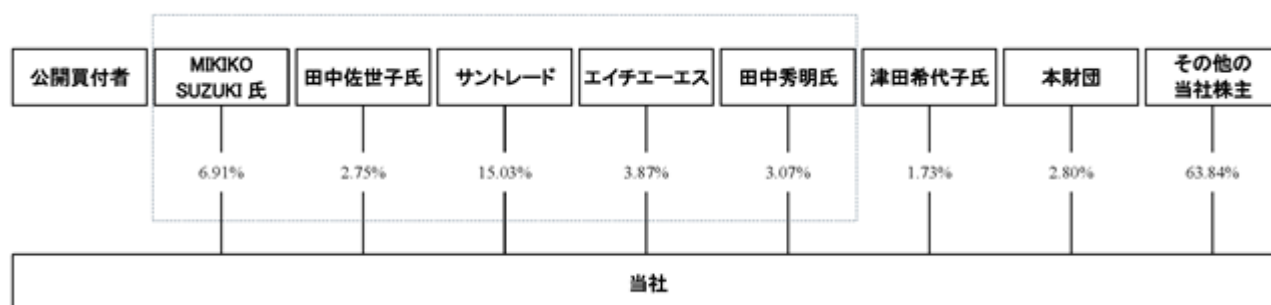 公開買付者
MIKIKO
SUZUKI 氏
田中佐世子氏
サントレード
エイチエーエス
田中秀明氏
津田希代子氏
本財団
その他の
当社株主
6.91%
2.75%
15.03%
3.87%
3.07%
1.73%
2.80%
63.84%
当社